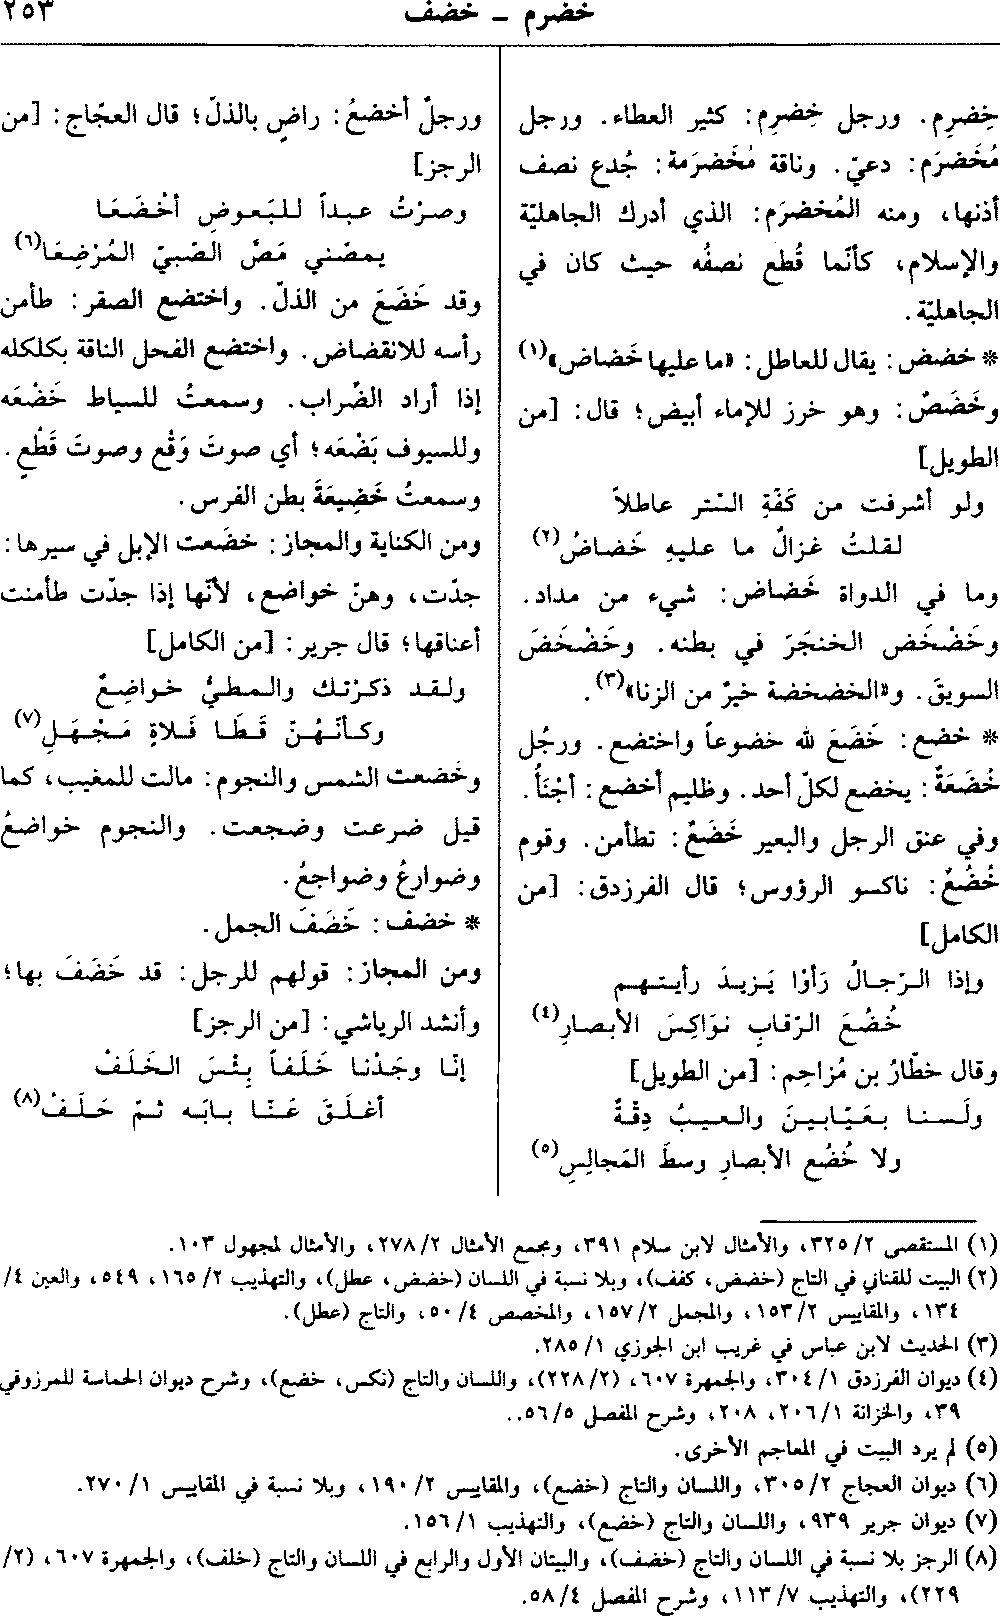 خضرم - خضف
٢٥٣
خِضرِم. ورجل خِضرِم: كثير العطاء. ورجل
مُخَضرَم: دعيّ. وناقة مُخَضرَمة: جُدع نصف
أذنها، ومنه المُخضرَم: الذي أدرك الجاهليّة
والإسلام، كأنّما قُطع نصفُه حيث كان في
الجاهليّة.
* خضض: يقال للعاطل: «ما عليها خَضاض»(١)
وخَضَضٌ: وهو خرز للإماء أبيض؛ قال: [من
الطويل]
ولو أشرفت من كَفّةِ السّتر عاطلاً
لقلتُ غزالٌ ما عليهِ خَضاضُ(٢)
وما في الدواة خَضاض: شيء من مداد.
وخَضْخَض الخنجَرَ في بطنه. وخَضْخَضَ
السويقَ. و«الخضخضة خيرٌ من الزنا»(٣).
* خضع: خَضَعَ لله خضوعاً واختضع. ورجُل
خُضَعَةٌ: يخضع لكلّ أحد. وظليم أخضع: أجْنَأُ.
وفي عنق الرجل والبعير خَضَعٌ: تطأمن. وقوم
خُضُعٌ: ناكسو الرؤوس؛ قال الفرزدق: [من
الكامل]
وإذا الرّجالُ رَأوْا يَزيدَ رأيتهم
خُضُعَ الرّقابِ نوَاكِسَ الأبصارِ(٤)
وقال خطّارُ بن مُزاحِم: [من الطويل]
ولَسنا بعَيّابينَ والعيبُ دِقّةٌ
ولا خُضُع الأبصارِ وسطَ المَجالِسِ(٥)
ورجلٌ أخضعُ: راضٍ بالذلّ؛ قال العجّاج: [من
الرجز]
وصرْتُ عبداً للبَعوضِ أخْضَعَا
يمصّني مَصَّ الصّبيّ المُرْضِعَا(٦)
وقد خَضَعَ من الذلّ. واختضع الصقر: طأمن
رأسه للانقضاض. واختضع الفحل الناقة بكلكله
إذا أراد الضّراب. وسمعتُ للسياط خَضْعَه
وللسيوف بَضْعَه؛ أي صوتَ وَقْع وصوتَ قَطْعٍ.
وسمعتُ خَضِيعَةَ بطن الفرس.
ومن الكناية والمجاز: خضَعت الإبل في سيرها:
جدّت، وهنّ خواضع، لأنّها إذا جدّت طأمنت
أعناقها؛ قال جرير: [من الكامل]
ولقد ذكرْتك والمطيُّ خواضِعٌ
وكأنّهُنّ قَطَا فَلاةٍ مَجْهَلِ(٧)
وخَضعت الشمس والنجوم: مالت للمغيب، كما
قيل ضرعت وضجعت. والنجوم خواضعُ
وضوارعُ وضواجعُ.
* خضف: خَضَفَ الجمل.
ومن المجاز: قولهم للرجل: قد خَضَفَ بها؛
وأنشد الرياشي: [من الرجز]
إنّا وجَدْنا خَلَفاً بِئْسَ الخَلَفْ
أغلَقَ عَنّا بابَه ثمّ حَلَفْ(٨)
(١) المستقصى ٢/ ٣٢٥، والأمثال لابن سلام ٣٩١، ومجمع الأمثال ٢/ ٢٧٨، والأمثال لمجهول ١٠٣.
(٢) البيت للقناني في التاج (خضض، كفف)، وبلا نسبة في اللسان (خضض، عطل)، والتهذيب ٢/ ١٦٥، ٥٤٩، والعين ٤/
١٣٤، والمقاييس ٢/ ١٥٣، والمجمل ٢/ ١٥٧، والمخصص ٤/ ٥٠، والتاج (عطل).
(٣) الحديث لابن عباس في غريب ابن الجوزي ١/ ٢٨٥.
(٤) ديوان الفرزدق ١/ ٣٠٤، والجمهرة ٦٠٧، (٢/ ٢٢٨)، واللسان والتاج (نكس، خضع)، وشرح ديوان الحماسة للمرزوقي
٣٩، والخزانة ١/ ٢٠٦، ٢٠٨، وشرح المفصل ٥/ ٥٦..
(٥) لم يرد البيت في المعاجم الأخرى.
(٦) ديوان العجاج ٢/ ٣٠٥، واللسان والتاج (خضع)، والمقاييس ٢/ ١٩٠، وبلا نسبة في المقاييس ١/ ٢٧٠.
(٧) ديوان جرير ٩٣٩، واللسان والتاج (خضع)، والتهذيب ١/ ١٥٦.
(٨) الرجز بلا نسبة في اللسان والتاج (خضف)، والبيتان الأول والرابع في اللسان والتاج (خلف)، والجمهرة ٦٠٧، (٢/
٢٢٩)، والتهذيب ٧/ ١١٣، وشرح المفصل ٤/ ٥٨.